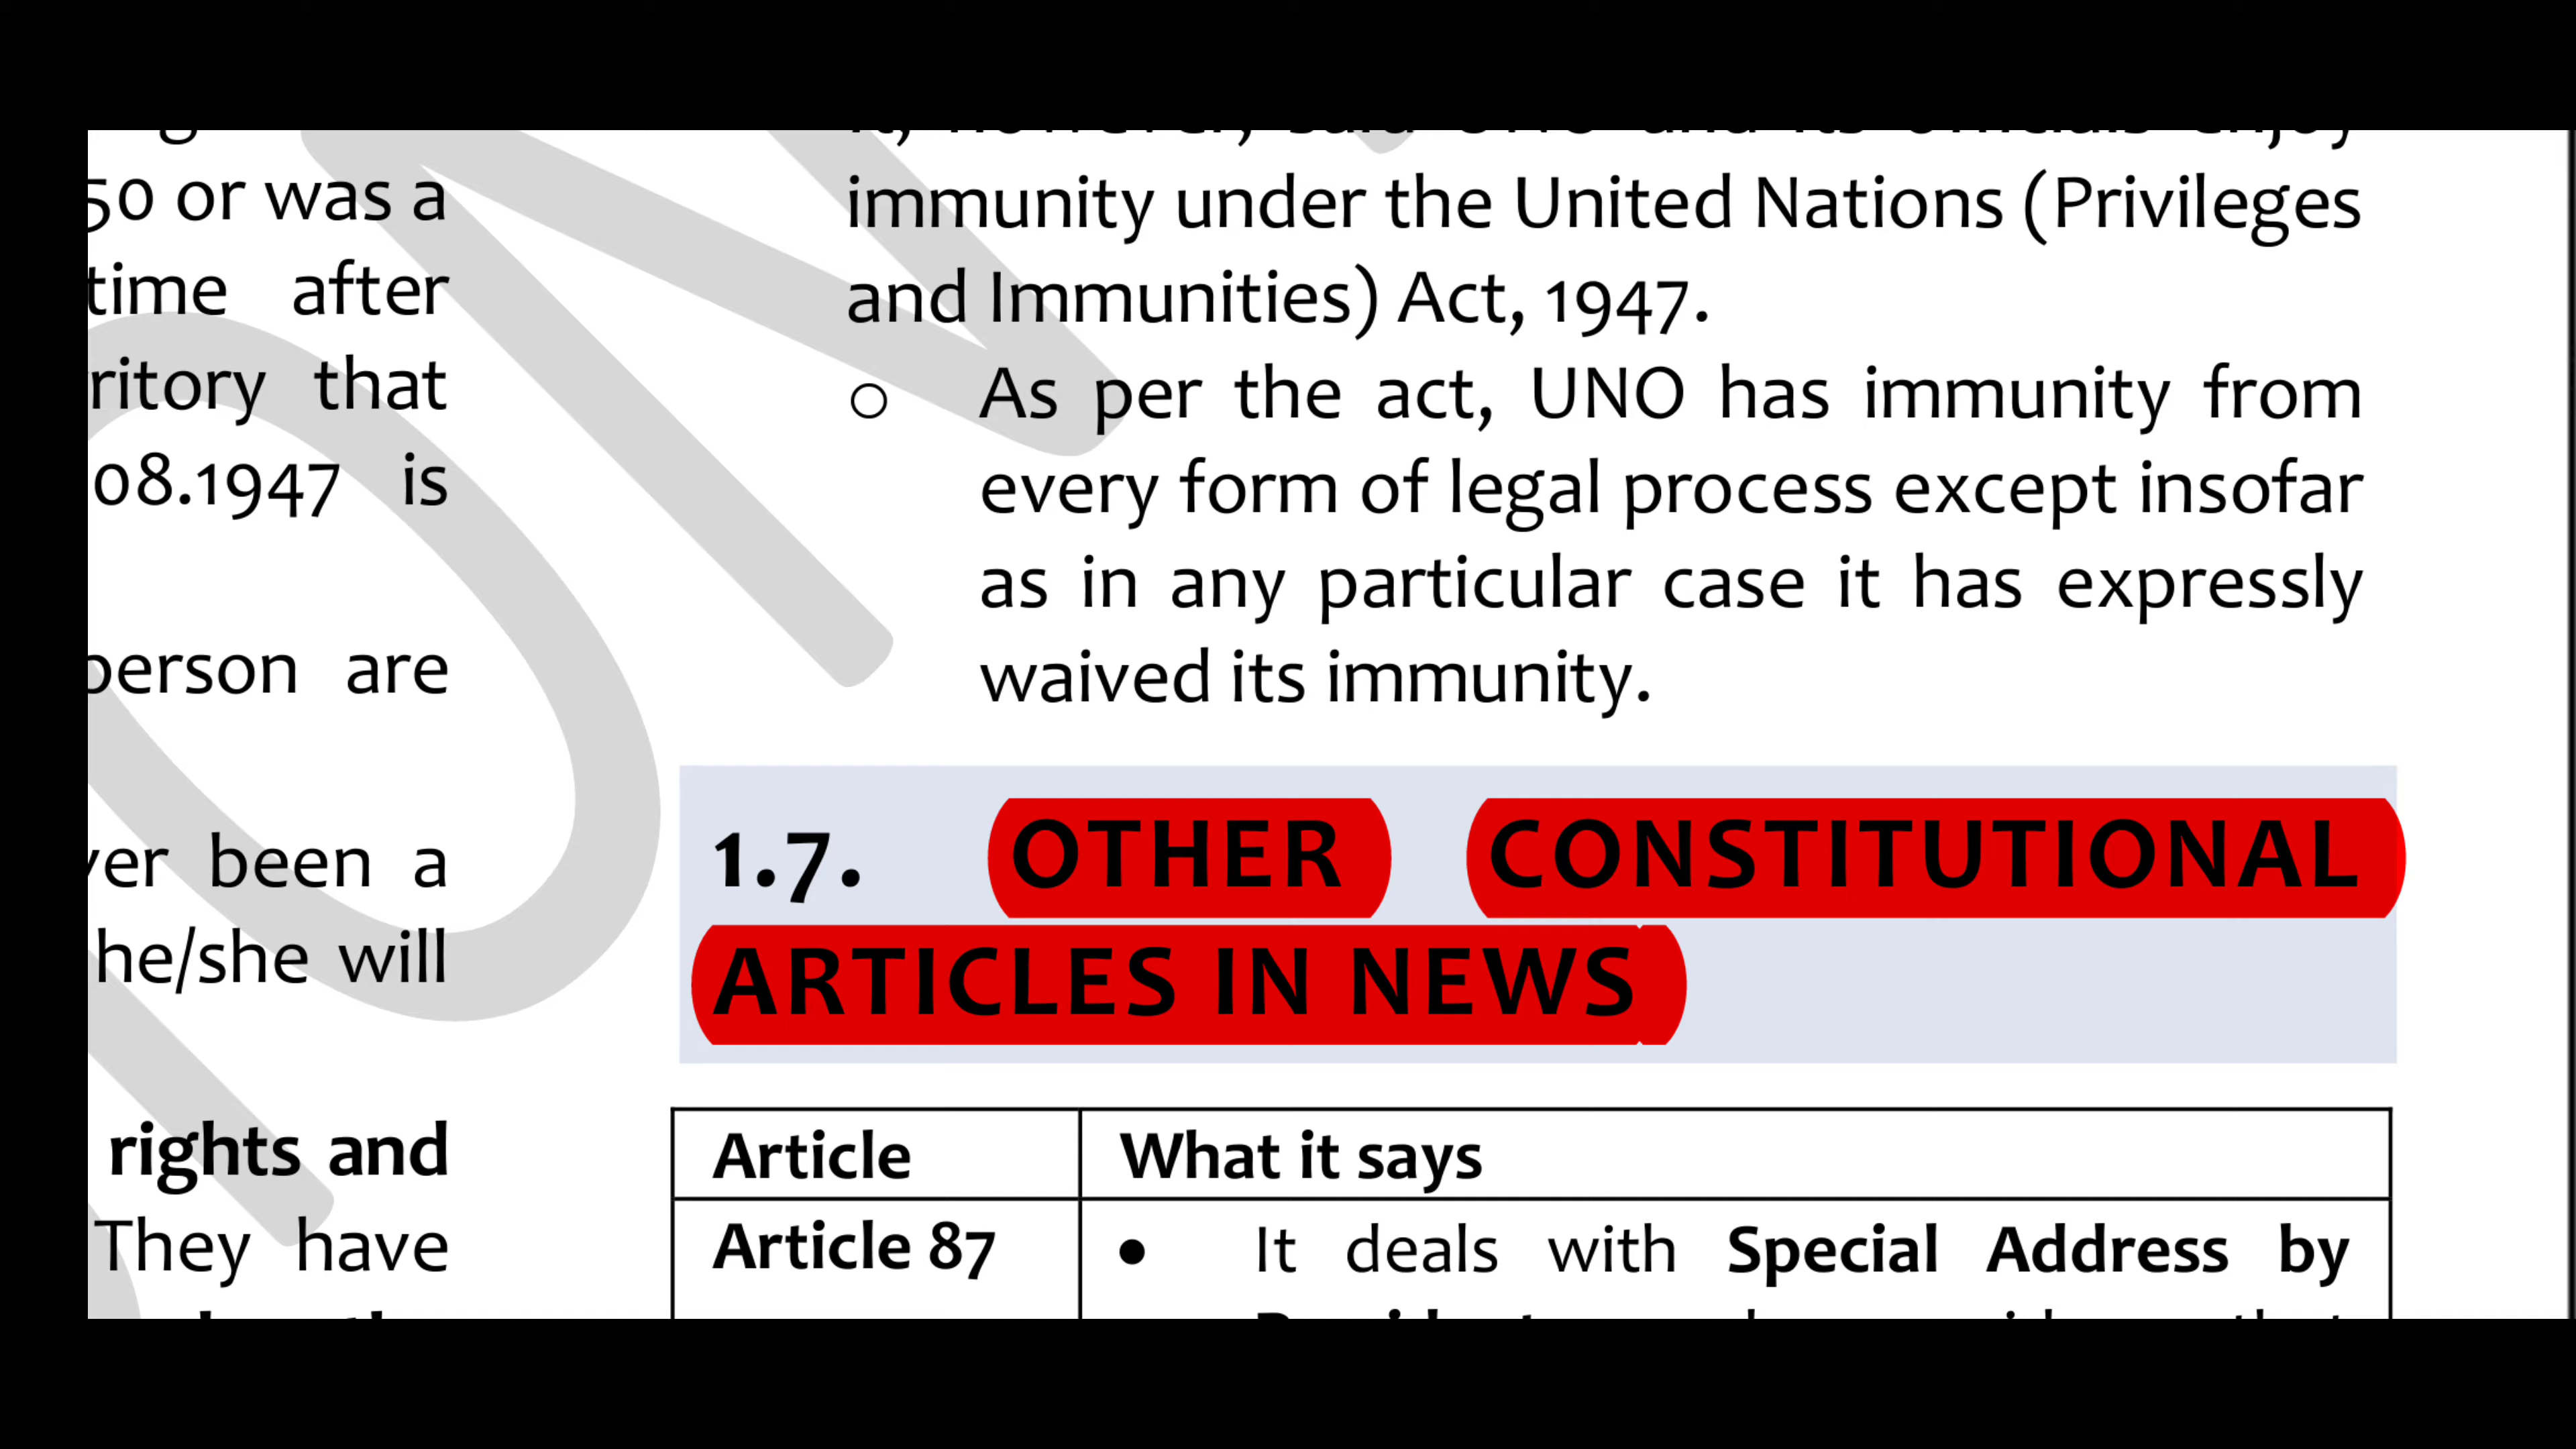 50 or was a
time after
ritory that
08.1947 is
person are
ver been a
he/she will
rights and
They have
immunity under the United Nations (Privileges
and Immunities) Act, 1947.
o As per the act, UNO has immunity from
every form of legal process except insofar
as in any particular case it has expressly
waived its immunity.
1.7. OTHER CONSTITUTIONAL
ARTICLES IN NEWS
Article What it says
Article 87 • It deals with Special Address by